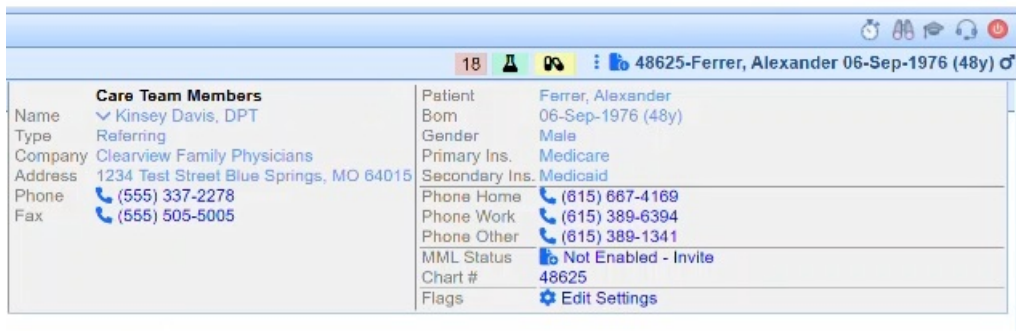 18 48625-Ferrer, Alexander 06-Sep-1976 (48y) ♂
Care Team Members
Name Kinsey Davis, DPT
Type Referring
Company Clearview Family Physicians
Address 1234 Test Street Blue Springs, MO 64015
Phone (555) 337-2278
Fax (555) 505-5005
Patient Ferrer, Alexander
Born 06-Sep-1976 (48y)
Gender Male
Primary Ins. Medicare
Secondary Ins. Medicaid
Phone Home (615) 667-4169
Phone Work (615) 389-6394
Phone Other (615) 389-1341
MML Status Not Enabled - Invite
Chart # 48625
Flags Edit Settings